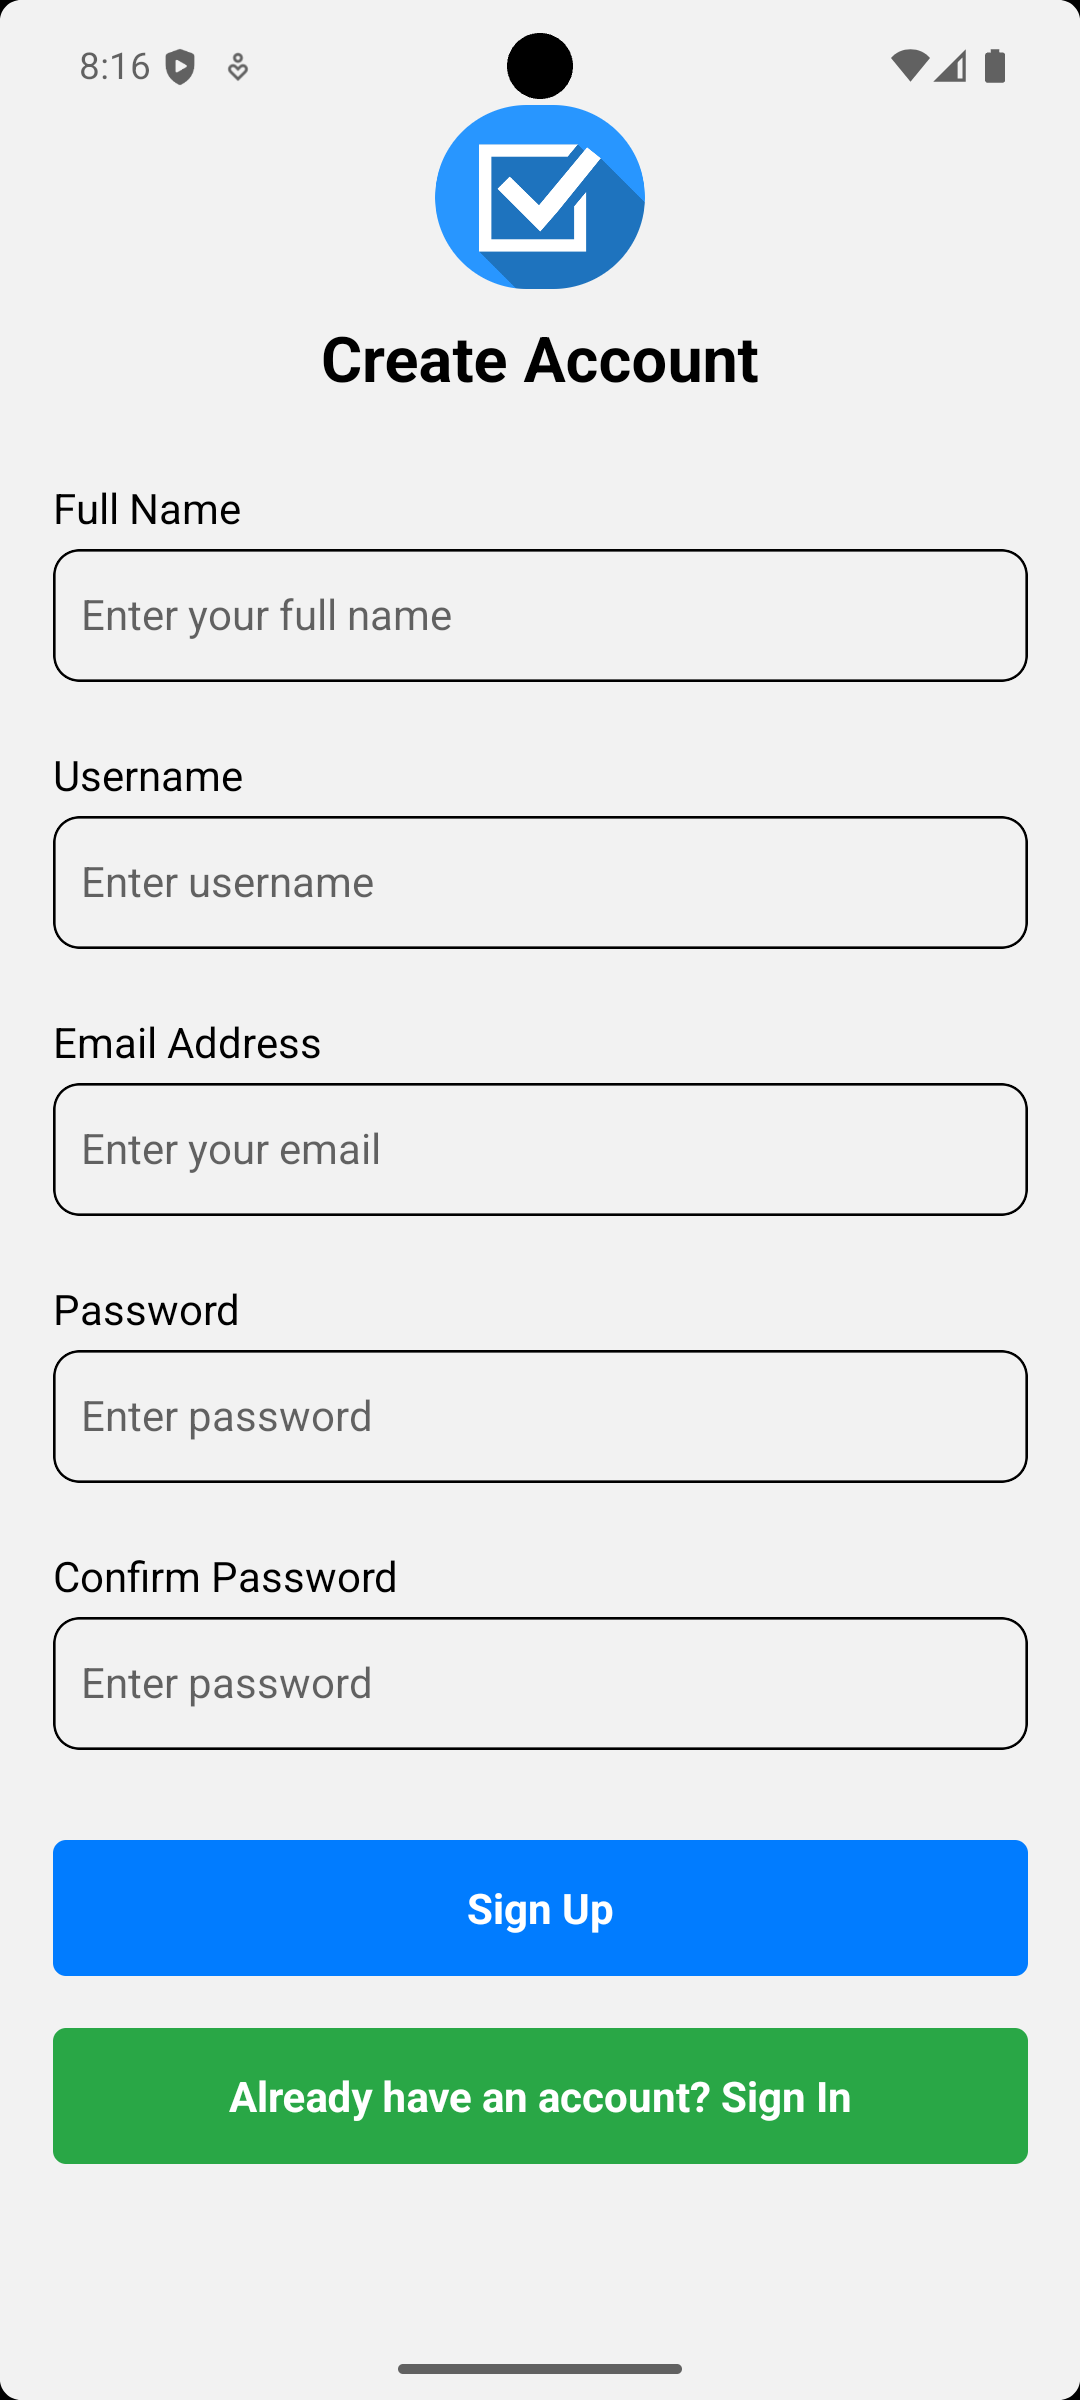 8:16
Create Account
Full Name
Enter your full name
Username
Enter username
Email Address
Enter your email
Password
Enter password
Confirm Password
Enter password
Sign Up
Already have an account? Sign In